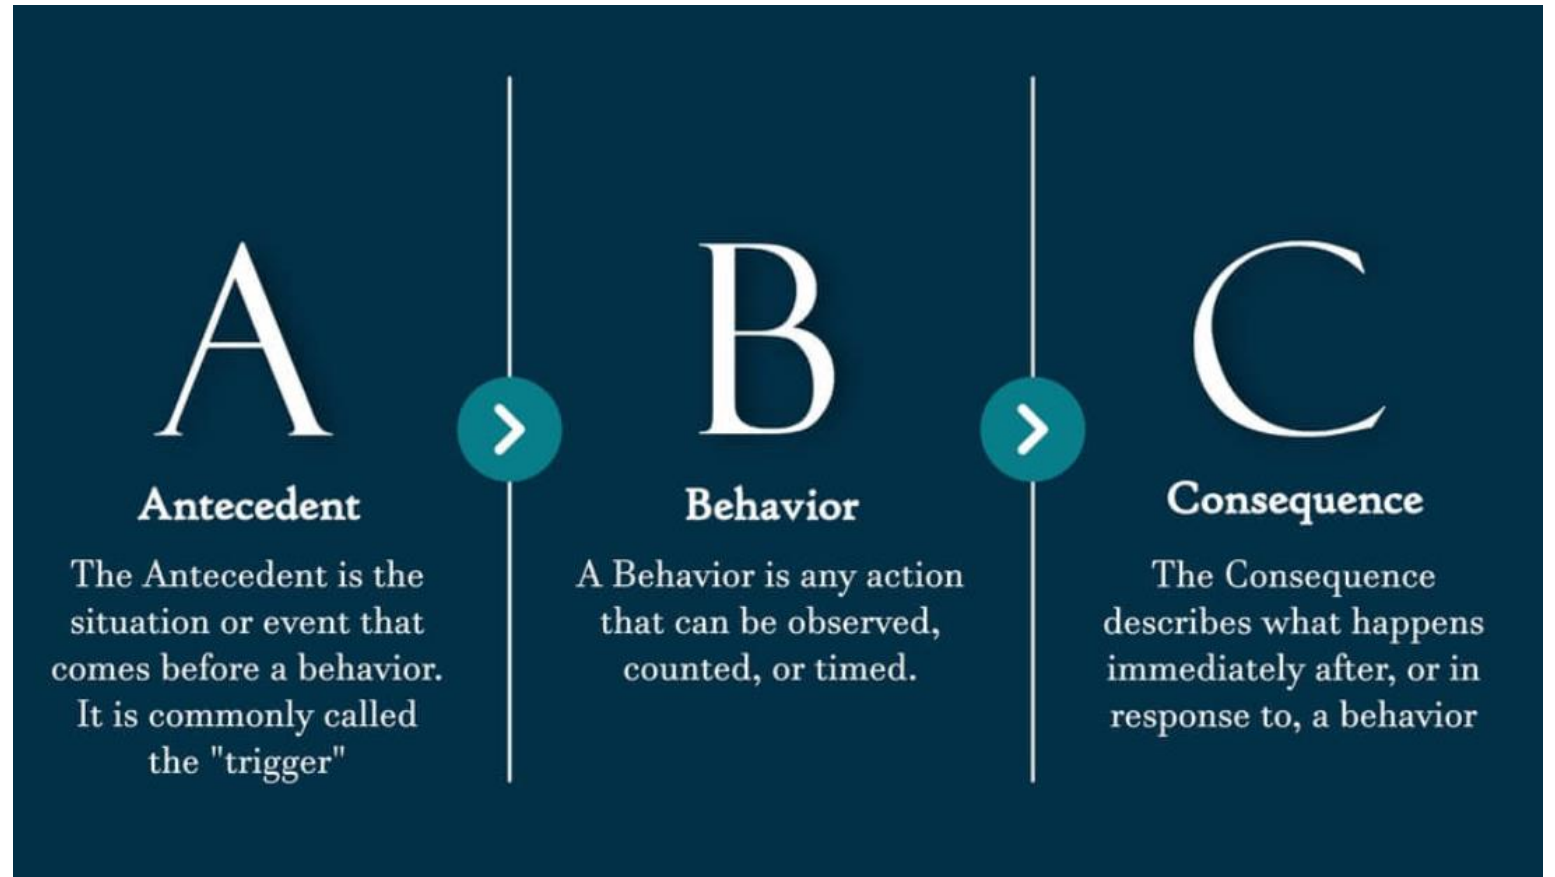 A
Antecedent
The Antecedent is the
situation or event that
comes before a behavior.
It is commonly called
the "trigger"
B
Behavior
A Behavior is any action
that can be observed,
counted, or timed.
C
Consequence
The Consequence
describes what happens
immediately after, or in
response to, a behavior